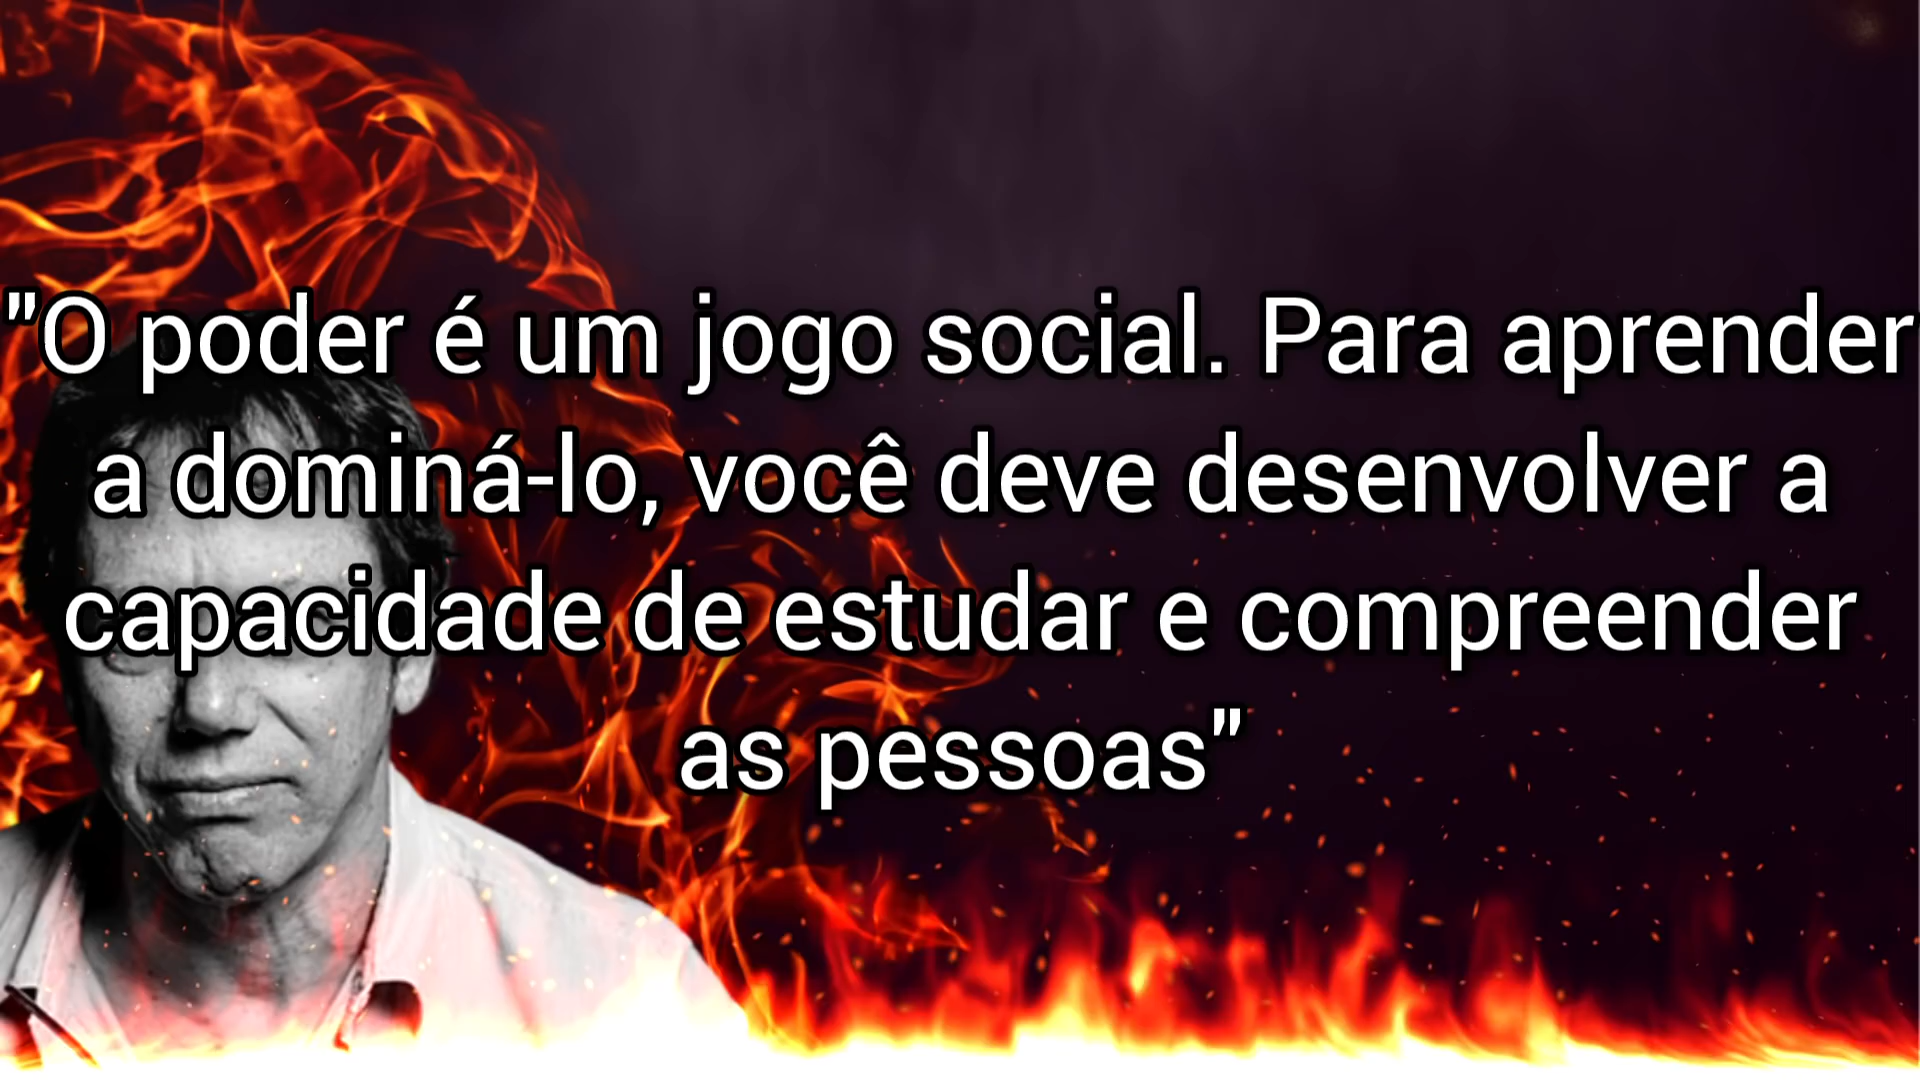 "O poder é um jogo social. Para aprender
a dominá-lo, você deve desenvolver a
capacidade de estudar e compreender
as pessoas"